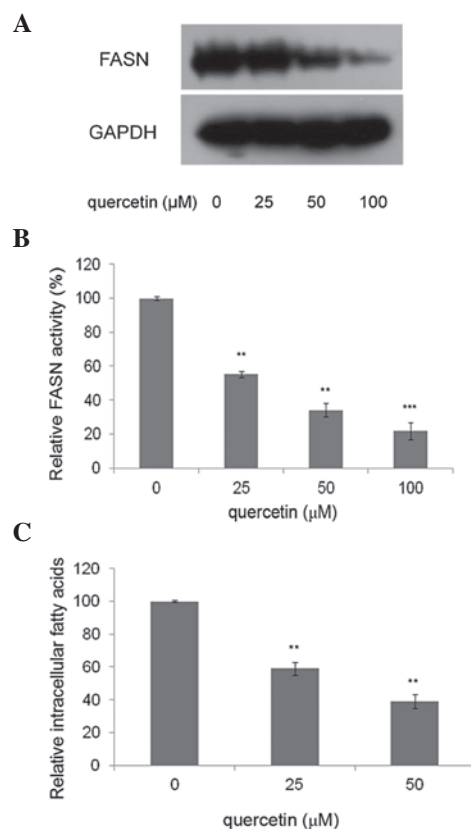 A
FASN
GAPDH
quercetin (µM) 0 25 50 100
B
Relative FASN activity (%)
120
100
80
60
40
20
0
**
**
***
0 25 50 100
quercetin (µM)
C
Relative intracellular fatty acids
120
100
80
60
40
20
0
**
**
0 25 50
quercetin (µM)